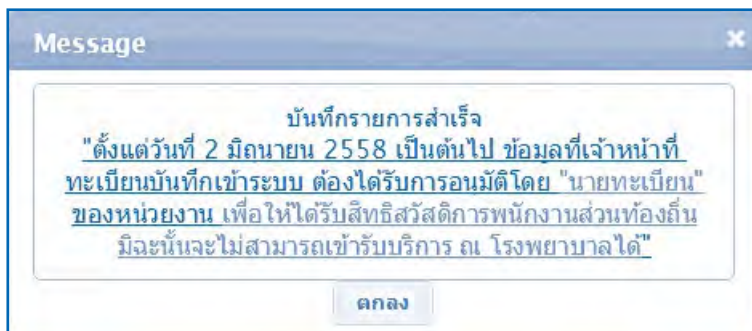 Message
บันทึกรายการสำเร็จ
"ตั้งแต่วันที่ 2 มิถุนายน 2558 เป็นต้นไป ข้อมูลที่เจ้าหน้าที่
ทะเบียนบันทึกเข้าระบบ ต้องได้รับการอนมัติโดย "นายทะเบียน"
ของหน่วยงาน เพื่อให้ได้รับสิทธิสวัสดิการพนักงานส่วนท้องถิ่น
มิฉะนั้นจะไม่สามารถเข้ารับบริการ ณ โรงพยาบาลได้"
ตกลง